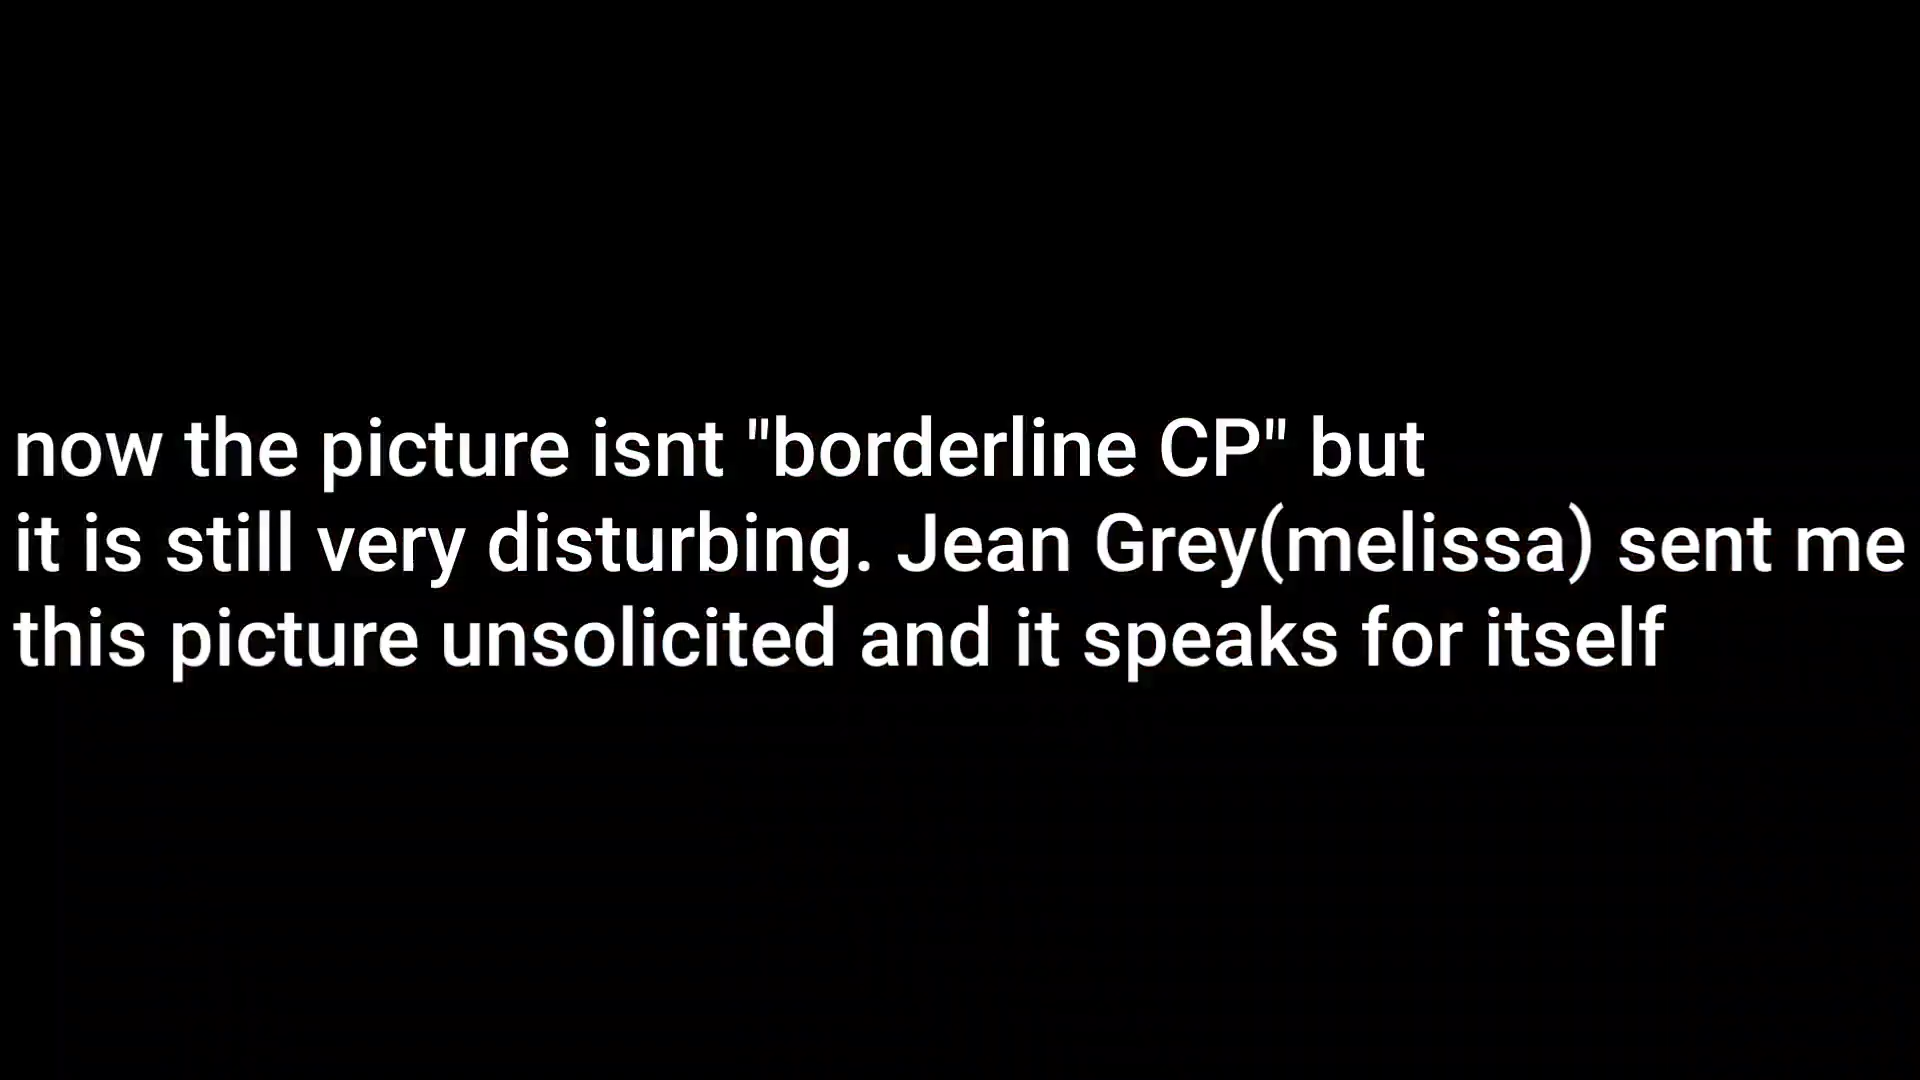 now the picture isnt "borderline CP" but
it is still very disturbing. Jean Grey(melissa) sent me
this picture unsolicited and it speaks for itself